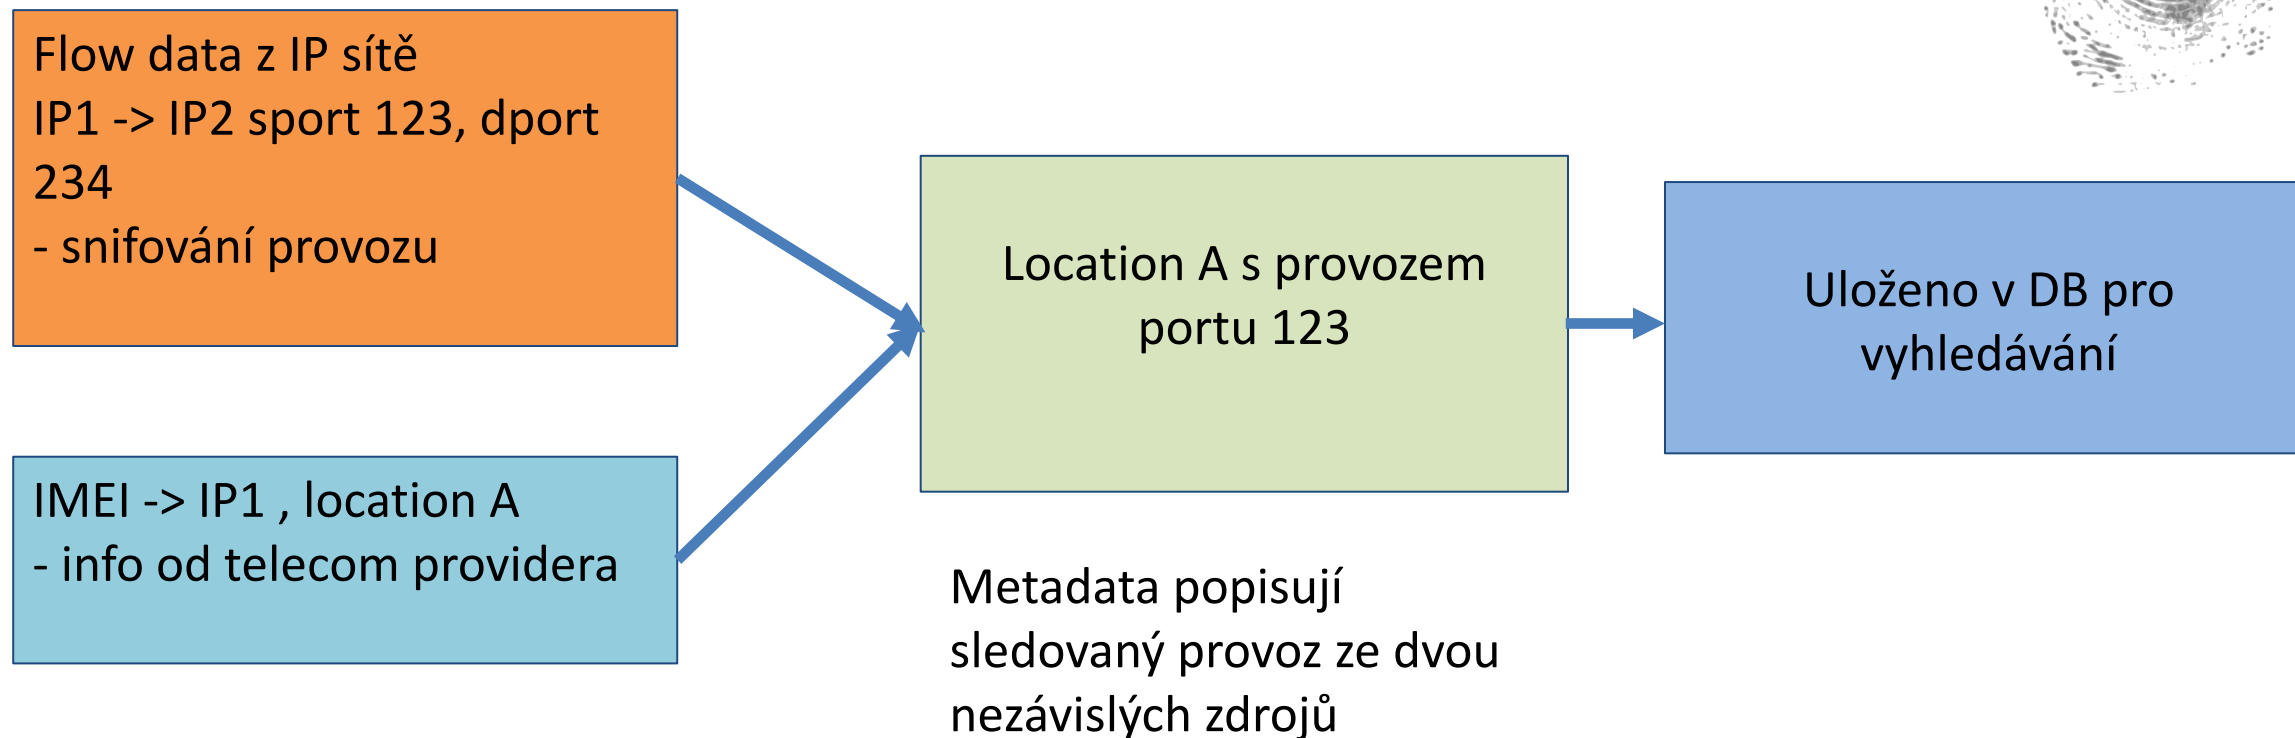 Flow data z IP sítě
IP1 -> IP2 sport 123, dport
234
- snifování provozu
IMEI -> IP1 , location A
- info od telecom providera
Location A s provozem
portu 123
Metadata popisují
sledovaný provoz ze dvou
nezávislých zdrojů
Uloženo v DB pro
vyhledávání